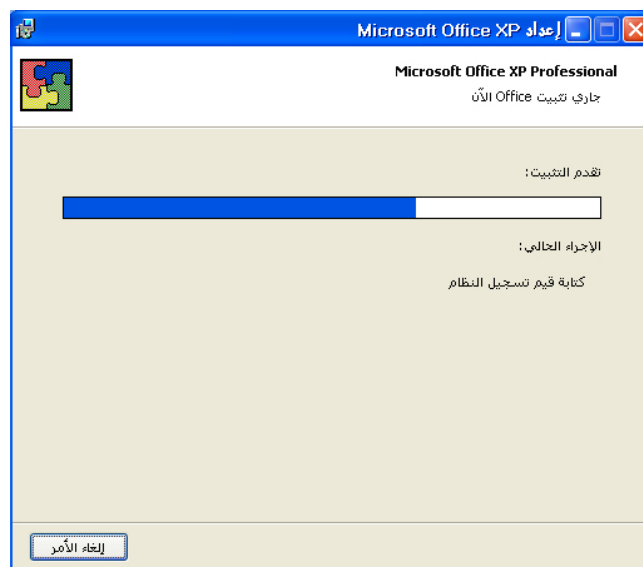 إعداد Microsoft Office XP
Microsoft Office XP Professional
جاري تثبيت Office الآن
تقدم التثبيت:
الإجراء الحالي:
كتابة قيم تسجيل النظام
إلغاء الأمر